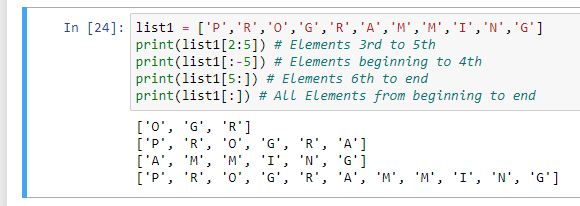 In [24]: list1 = ['P','R','O','G','R','A','M','M','I','N','G']
print(list1[2:5]) # Elements 3rd to 5th
print(list1[:-5]) # Elements beginning to 4th
print(list1[5:]) # Elements 6th to end
print(list1[:]) # All Elements from beginning to end
['O', 'G', 'R']
['P', 'R', 'O', 'G', 'R', 'A']
['A', 'M', 'M', 'I', 'N', 'G']
['P', 'R', 'O', 'G', 'R', 'A', 'M', 'M', 'I', 'N', 'G']